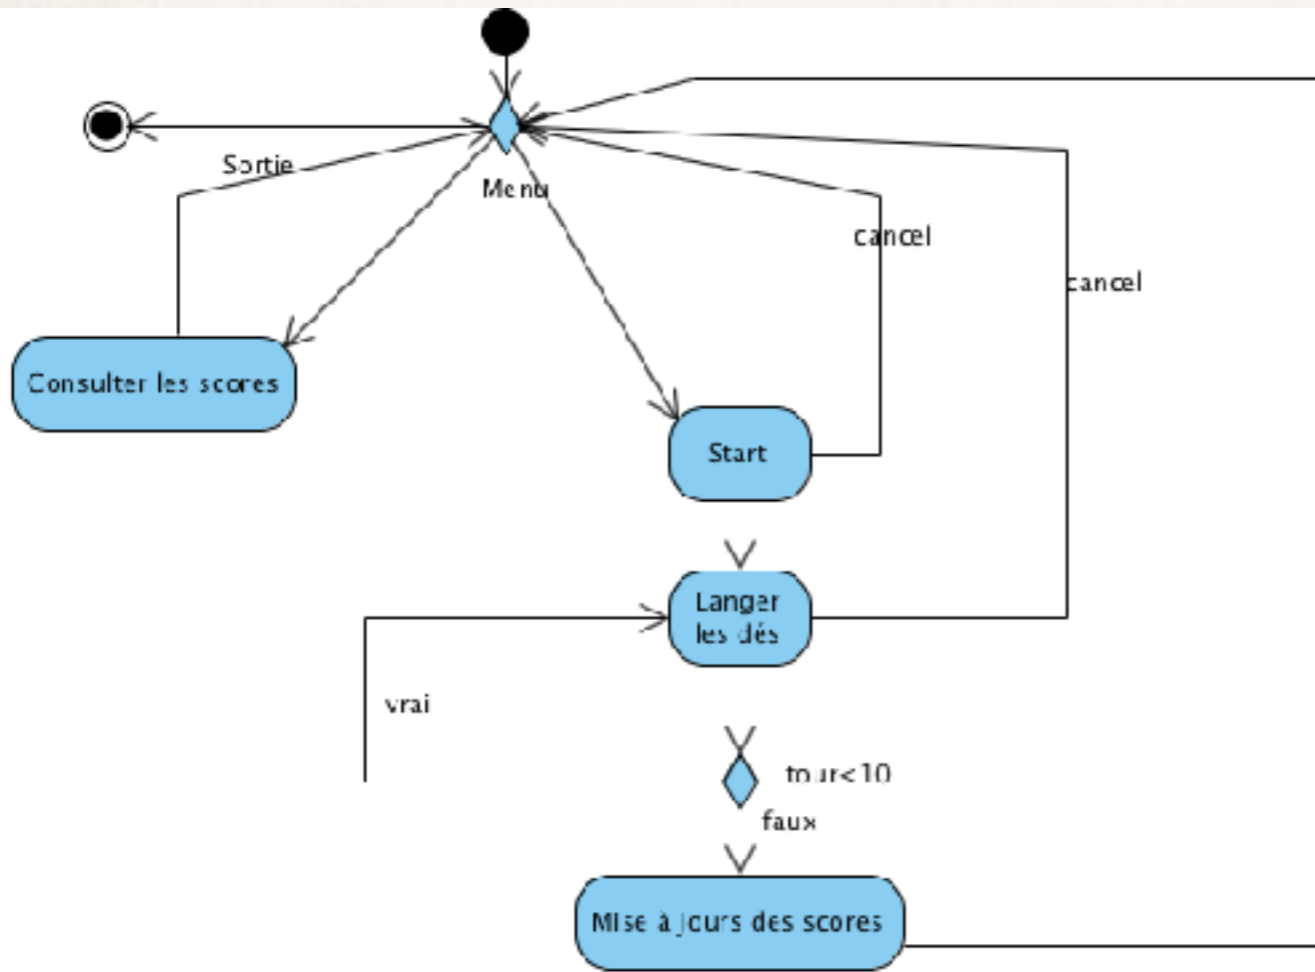 Sortie
Menu
cancel
cancel
Consulter les scores
Start
Langer
les dés
vrai
tour<10
faux
Mise à jours des scores